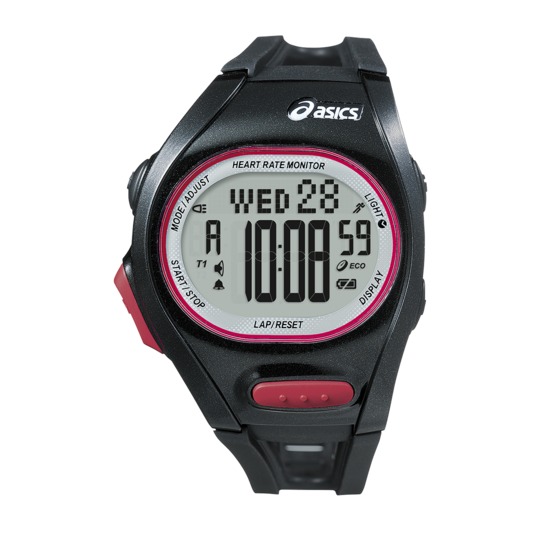 asics
HEART RATE MONITOR
MODE/ADJUST
LIGHT
WED 28
A 10:08 59
T1
ECO
START/STOP
DISPLAY
LAP/RESET